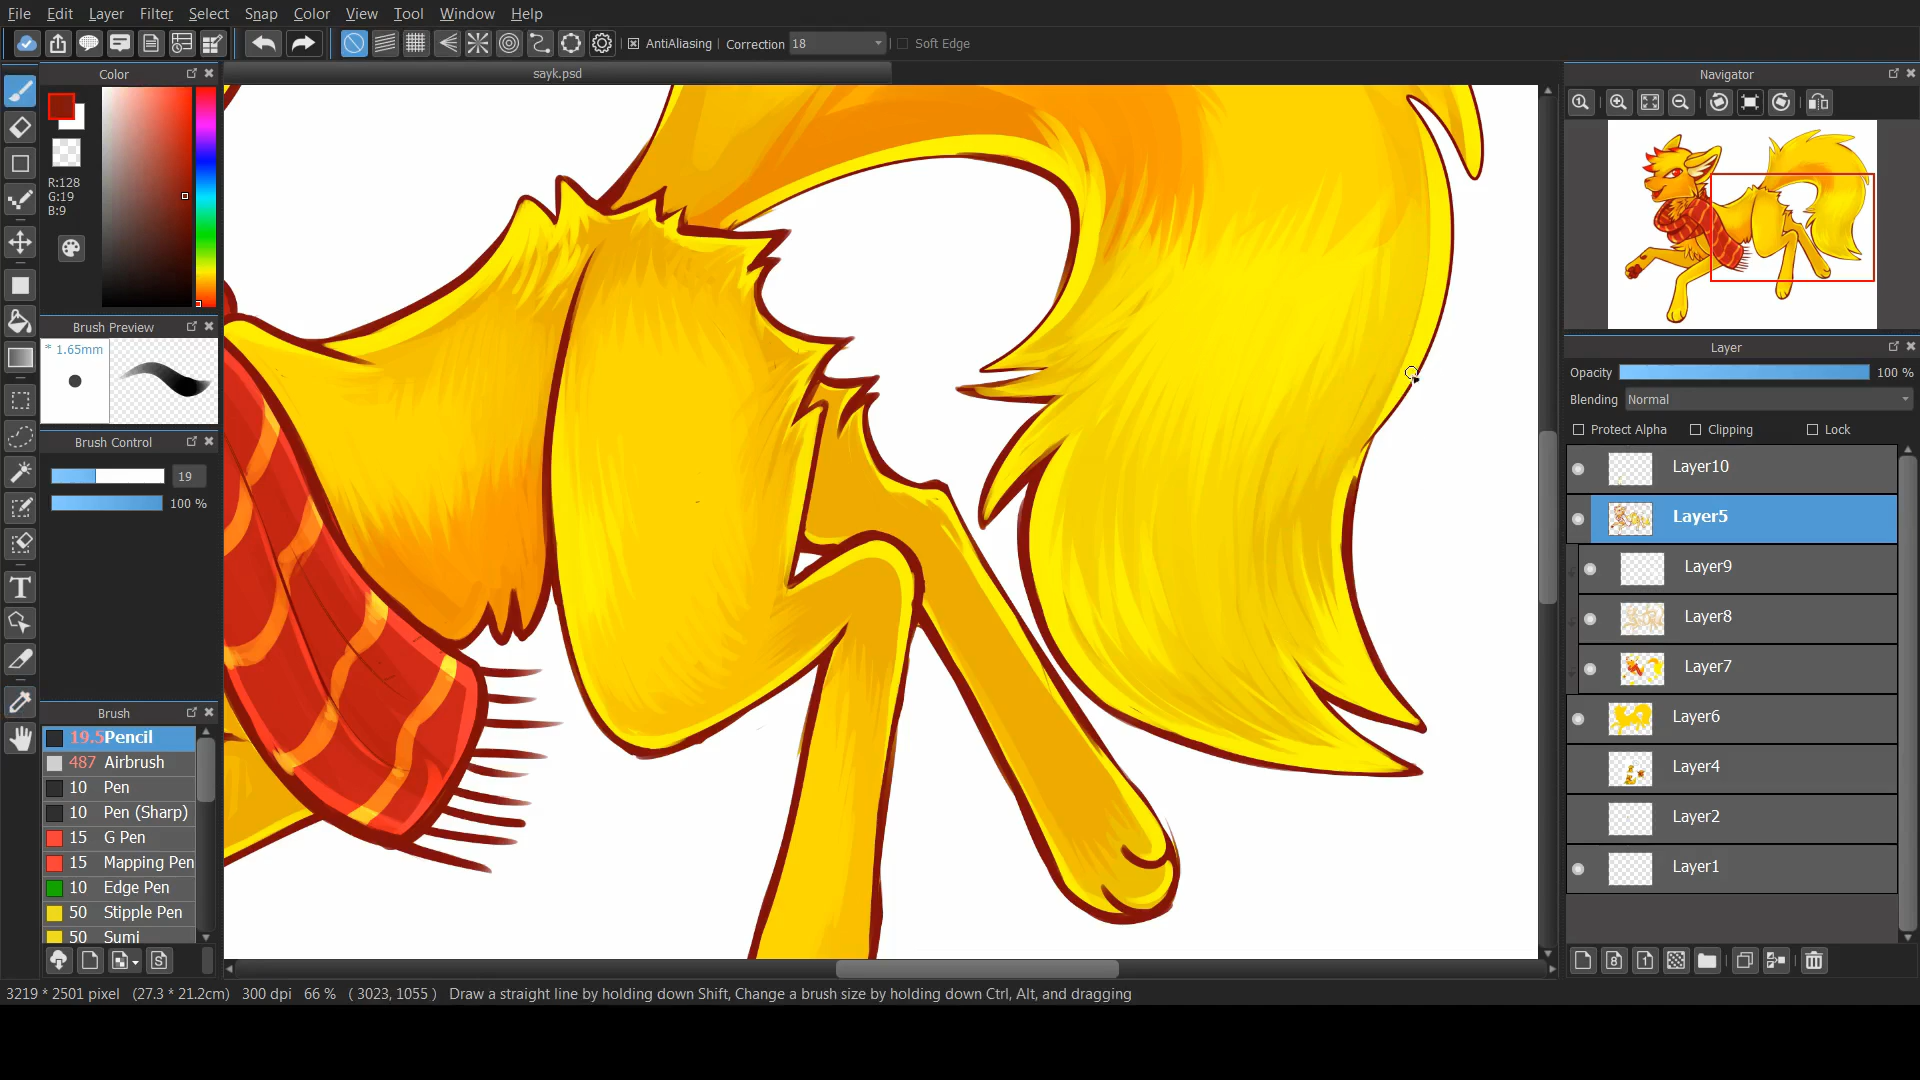 File Edit Layer Filter Select Snap Color View Tool Window Help
AntiAliasing Correction 18 Soft Edge
sayk.psd
Color
R:128
G:19
B:9
Brush Preview
* 1.65mm
Brush Control
19
100 %
Brush
19.5 Pencil
487 Airbrush
10 Pen
10 Pen (Sharp)
15 G Pen
15 Mapping Pen
10 Edge Pen
50 Stipple Pen
50 Sumi
Navigator
Layer
Opacity 100 %
Blending Normal
Protect Alpha Clipping Lock
Layer10
Layer5
Layer9
Layer8
Layer7
Layer6
Layer4
Layer2
Layer1
3219 * 2501 pixel (27.3 * 21.2cm) 300 dpi 66 % ( 3023, 1055 ) Draw a straight line by holding down Shift, Change a brush size by holding down Ctrl, Alt, and dragging